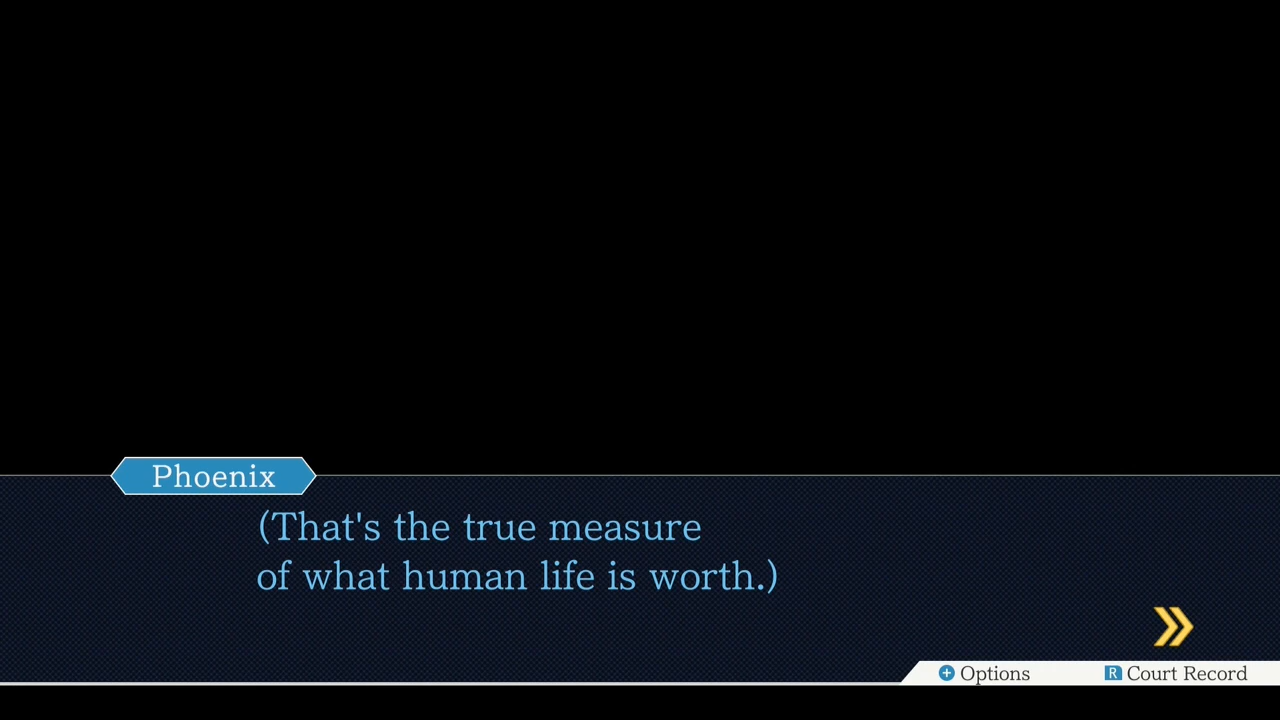 Phoenix
(That's the true measure
of what human life is worth.)
+ Options R Court Record